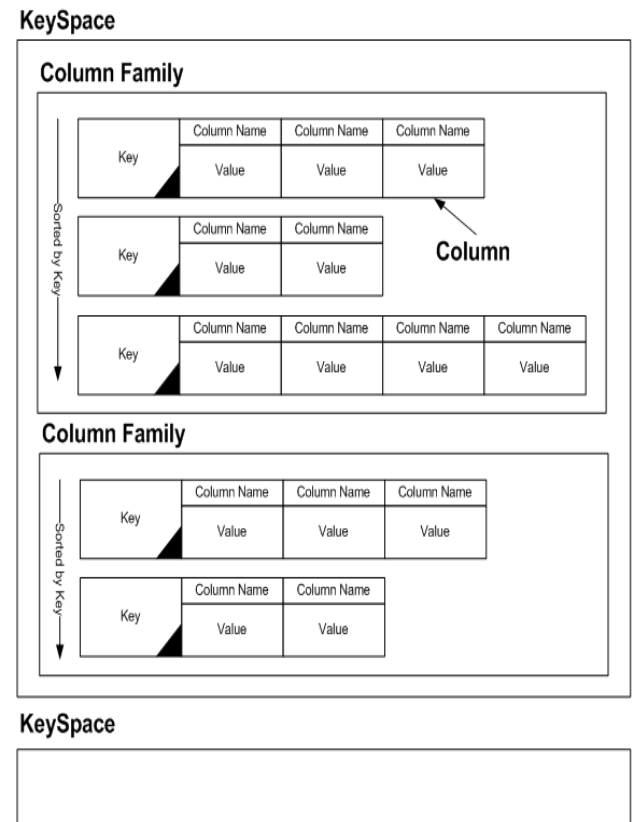 KeySpace
Column Family
Column Name Column Name Column Name
Key Value Value Value
Sorted by Key
Column
Column Name Column Name
Key Value Value
Column Name Column Name Column Name Column Name
Key Value Value Value Value
Column Family
Column Name Column Name Column Name
Key Value Value Value
Sorted by Key
Column Name Column Name
Key Value Value
KeySpace